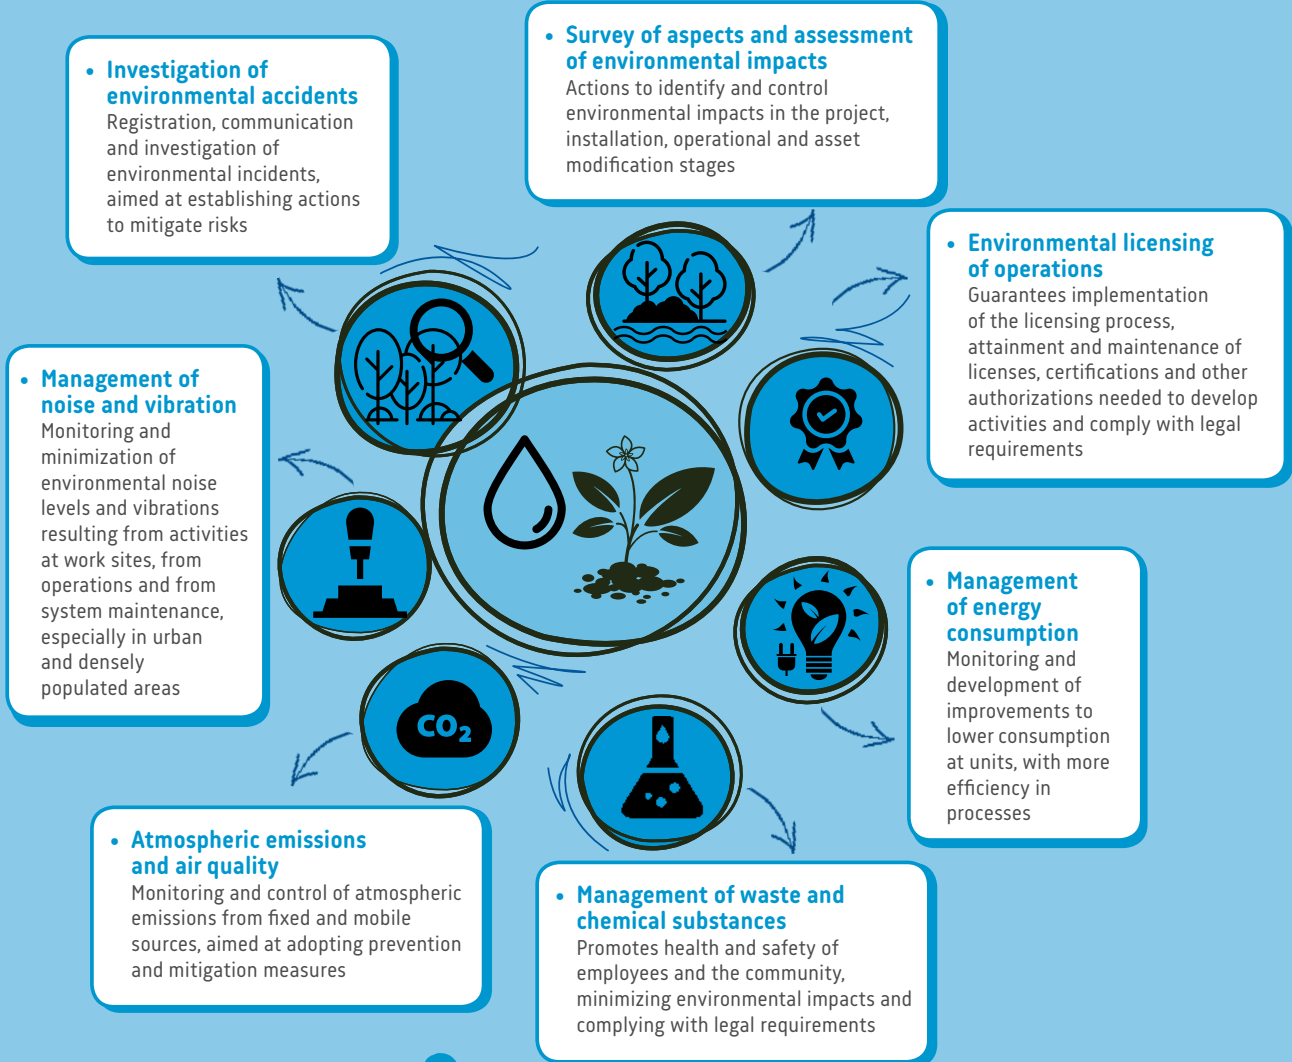 • Investigation of
environmental accidents
Registration, communication
and investigation of
environmental incidents,
aimed at establishing actions
to mitigate risks
• Survey of aspects and assessment
of environmental impacts
Actions to identify and control
environmental impacts in the project,
installation, operational and asset
modification stages
• Environmental licensing
of operations
Guarantees implementation
of the licensing process,
attainment and maintenance of
licenses, certifications and other
authorizations needed to develop
activities and comply with legal
requirements
• Management of
noise and vibration
Monitoring and
minimization of
environmental noise
levels and vibrations
resulting from activities
at work sites, from
operations and from
system maintenance,
especially in urban
and densely
populated areas
• Management
of energy
consumption
Monitoring and
development of
improvements to
lower consumption
at units, with more
efficiency in
processes
CO₂
• Atmospheric emissions
and air quality
Monitoring and control of atmospheric
emissions from fixed and mobile
sources, aimed at adopting prevention
and mitigation measures
• Management of waste and
chemical substances
Promotes health and safety of
employees and the community,
minimizing environmental impacts and
complying with legal requirements